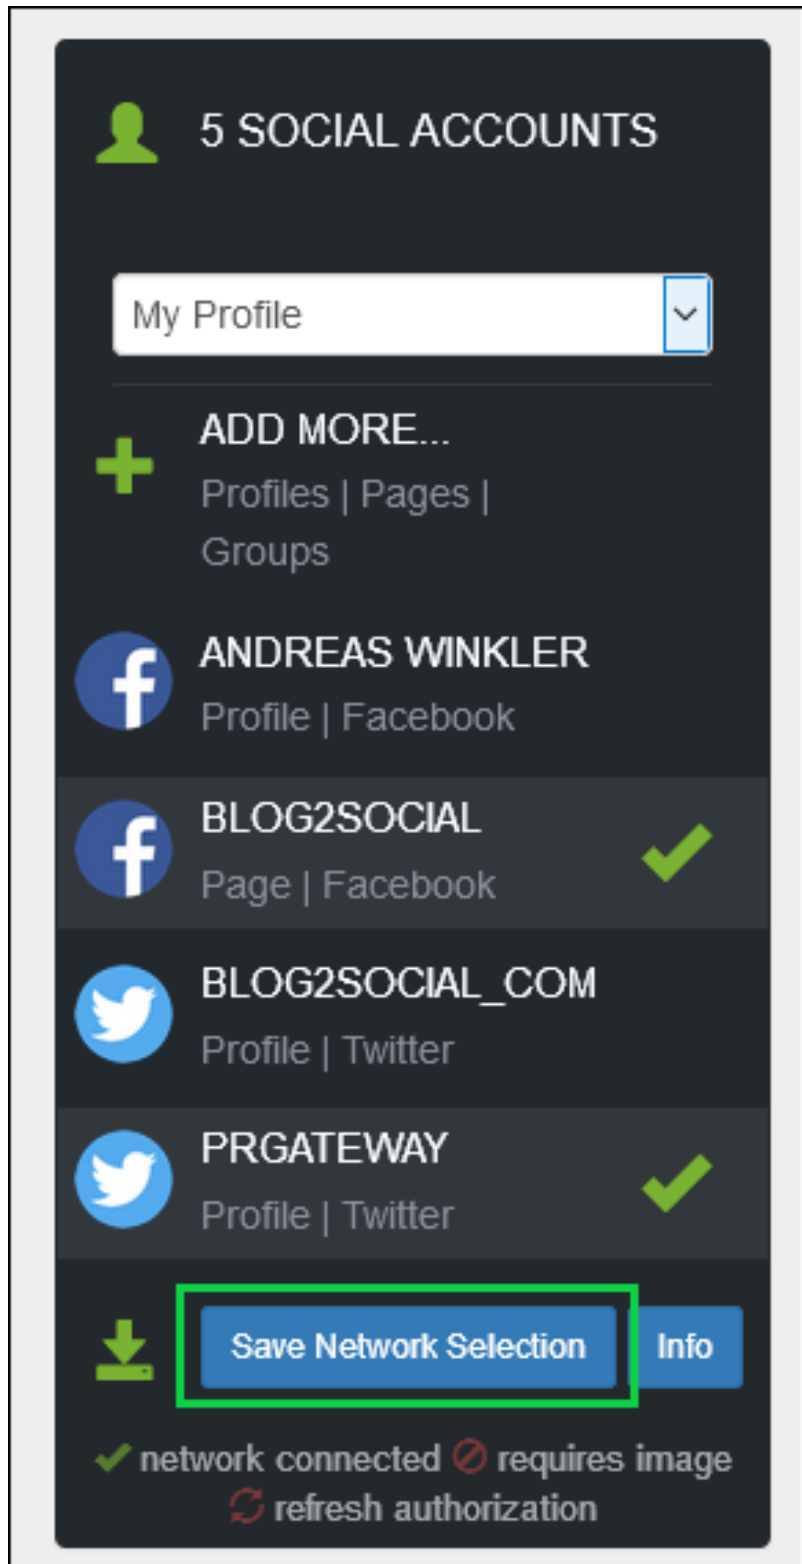 5 SOCIAL ACCOUNTS
My Profile
ADD MORE...
Profiles | Pages |
Groups
ANDREAS WINKLER
Profile | Facebook
BLOG2SOCIAL
Page | Facebook
BLOG2SOCIAL_COM
Profile | Twitter
PRGATEWAY
Profile | Twitter
Save Network Selection Info
network connected requires image
refresh authorization